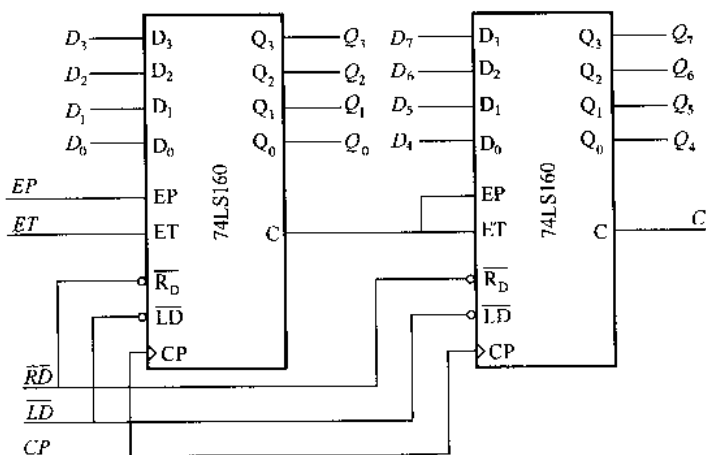 D₃ D₃ Q₃ Q₃
D₂ D₂ Q₂ Q₂
D₁ D₁ Q₁ Q₁
D₀ D₀ Q₀ Q₀
EP EP
ET ET C
R̅D̅
L̅D̅
CP
74LS160
D₇ D₃ Q₃ Q₇
D₆ D₂ Q₂ Q₆
D₅ D₁ Q₁ Q₅
D₄ D₀ Q₀ Q₄
EP
ET C C
R̅D̅
L̅D̅
CP
74LS160
R̅D̅
L̅D̅
CP